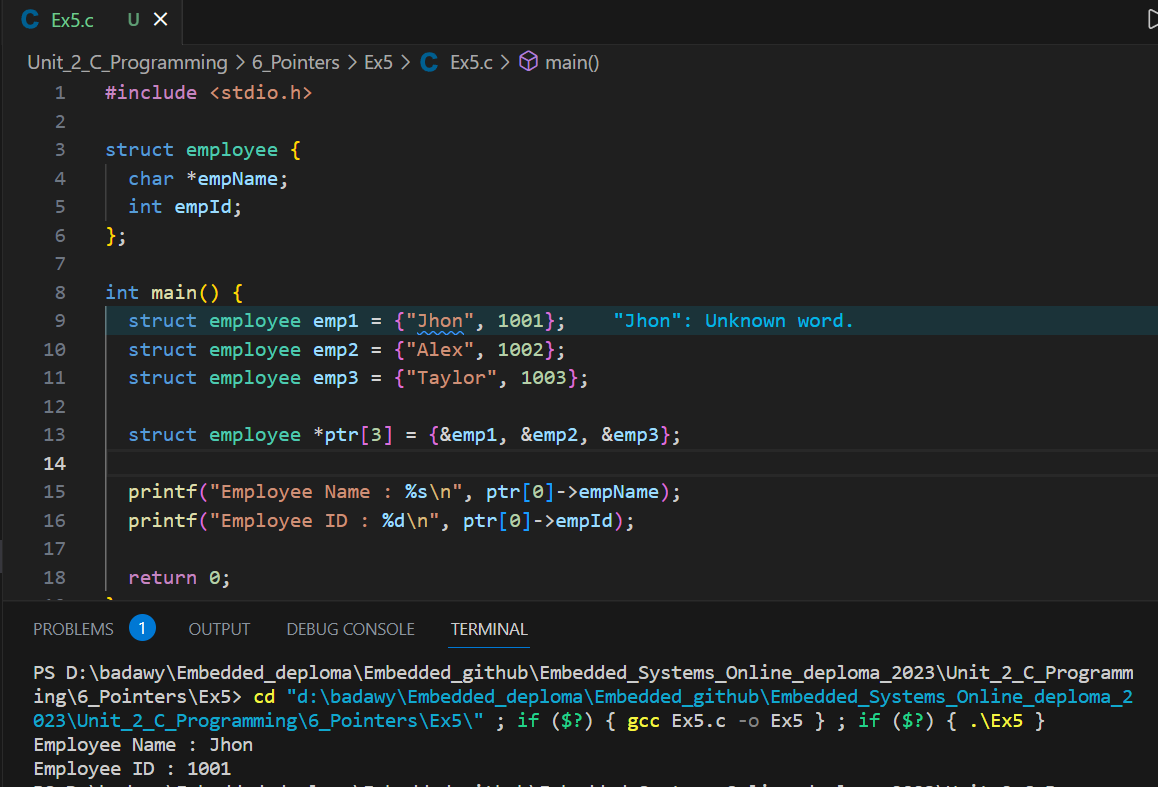 C Ex5.c U ×
Unit_2_C_Programming > 6_Pointers > Ex5 > C Ex5.c > main()
1 #include <stdio.h>
2
3 struct employee {
4 char *empName;
5 int empId;
6 };
7
8 int main() {
9 struct employee emp1 = {"Jhon", 1001}; "Jhon": Unknown word.
10 struct employee emp2 = {"Alex", 1002};
11 struct employee emp3 = {"Taylor", 1003};
12
13 struct employee *ptr[3] = {&emp1, &emp2, &emp3};
14
15 printf("Employee Name : %s\n", ptr[0]->empName);
16 printf("Employee ID : %d\n", ptr[0]->empId);
17
18 return 0;
PROBLEMS 1 OUTPUT DEBUG CONSOLE TERMINAL
PS D:\badawy\Embedded_deploma\Embedded_github\Embedded_Systems_Online_deploma_2023\Unit_2_C_Programm
ing\6_Pointers\Ex5> cd "d:\badawy\Embedded_deploma\Embedded_github\Embedded_Systems_Online_deploma_2
023\Unit_2_C_Programming\6_Pointers\Ex5\" ; if ($?) { gcc Ex5.c -o Ex5 } ; if ($?) { .\Ex5 }
Employee Name : Jhon
Employee ID : 1001